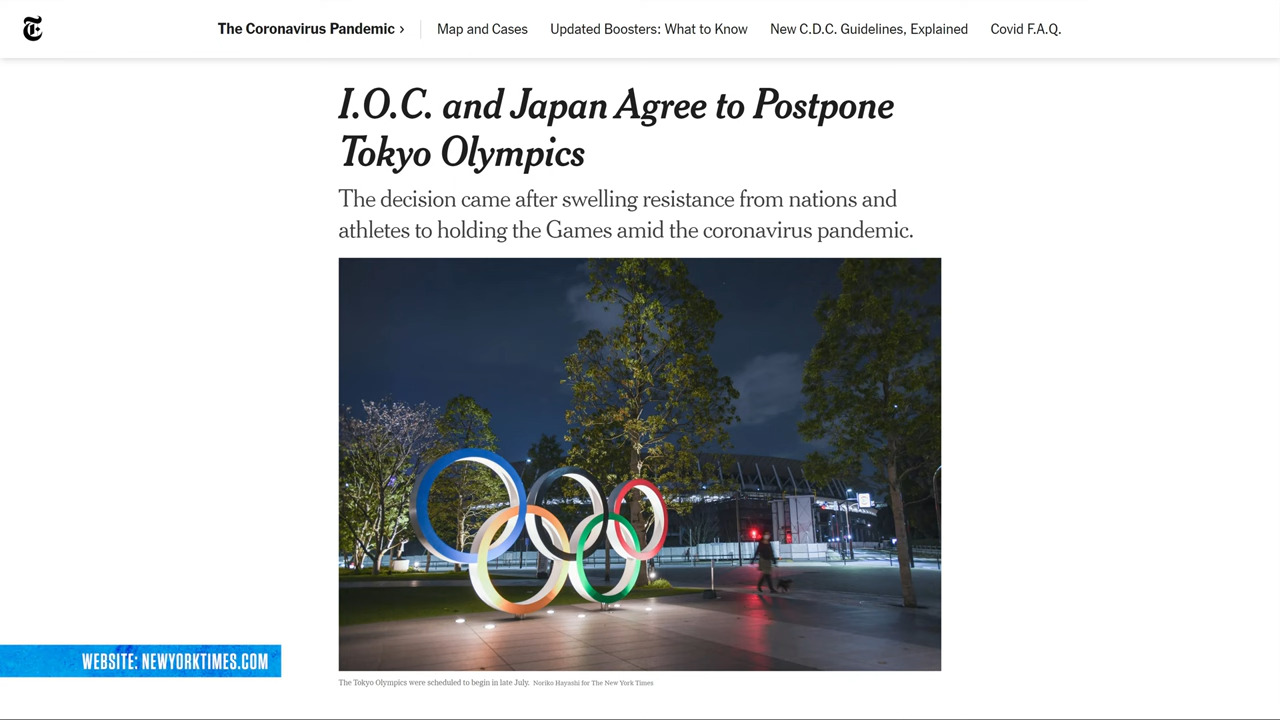 The Coronavirus Pandemic › Map and Cases Updated Boosters: What to Know New C.D.C. Guidelines, Explained Covid F.A.Q.
I.O.C. and Japan Agree to Postpone
Tokyo Olympics
The decision came after swelling resistance from nations and
athletes to holding the Games amid the coronavirus pandemic.
WEBSITE: NEWYORKTIMES.COM
The Tokyo Olympics were scheduled to begin in late July. Noriko Hayashi for The New York Times